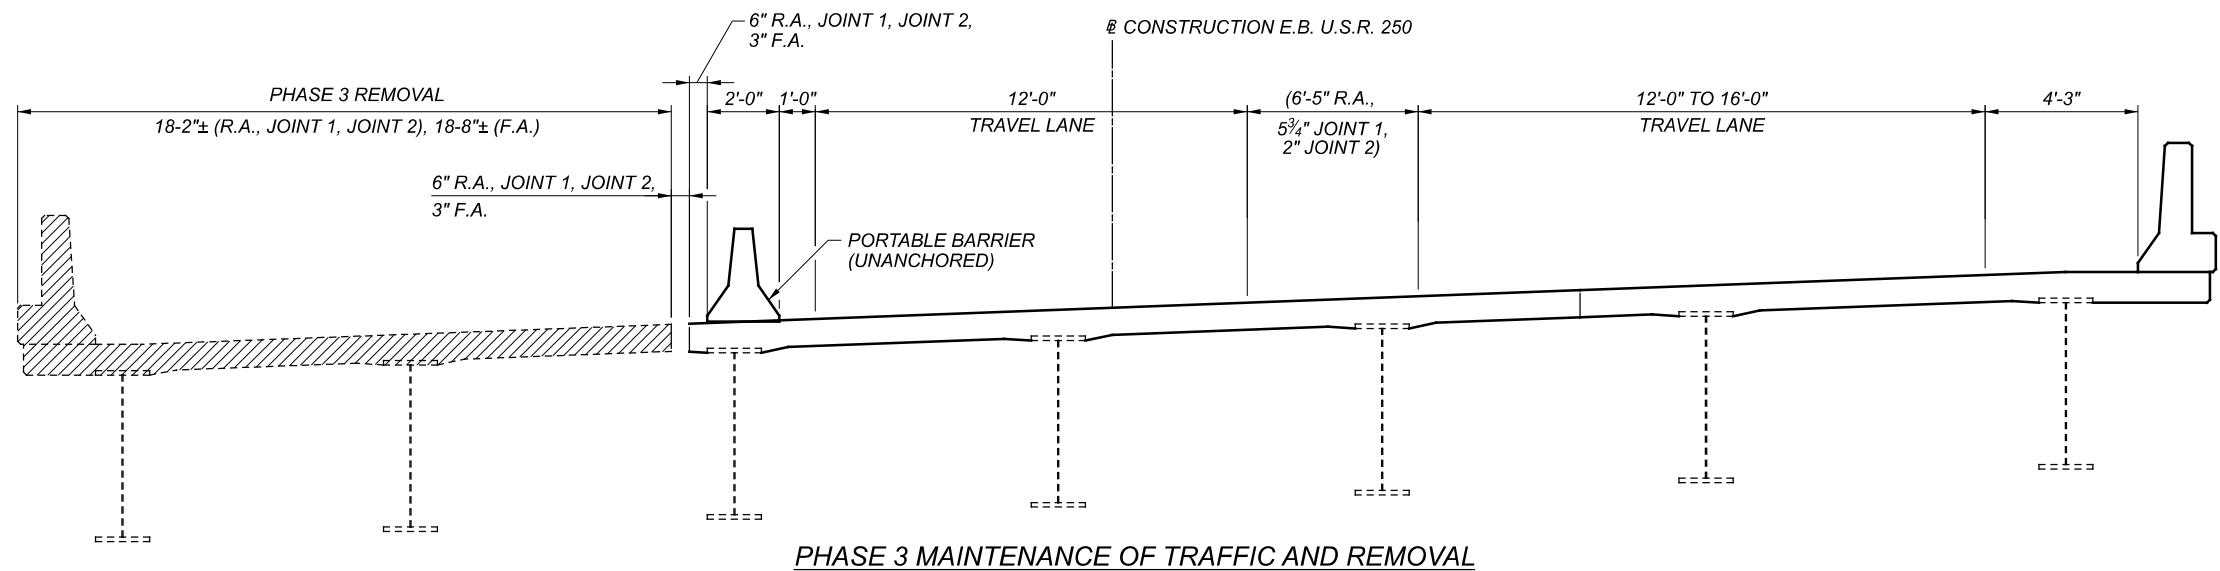 6" R.A., JOINT 1, JOINT 2,
3" F.A.
℄ CONSTRUCTION E.B. U.S.R. 250
PHASE 3 REMOVAL
18-2"± (R.A., JOINT 1, JOINT 2), 18-8"± (F.A.)
2'-0"
1'-0"
12'-0"
TRAVEL LANE
(6'-5" R.A.,
5¾" JOINT 1,
2" JOINT 2)
12'-0" TO 16'-0"
TRAVEL LANE
4'-3"
6" R.A., JOINT 1, JOINT 2,
3" F.A.
PORTABLE BARRIER
(UNANCHORED)
PHASE 3 MAINTENANCE OF TRAFFIC AND REMOVAL